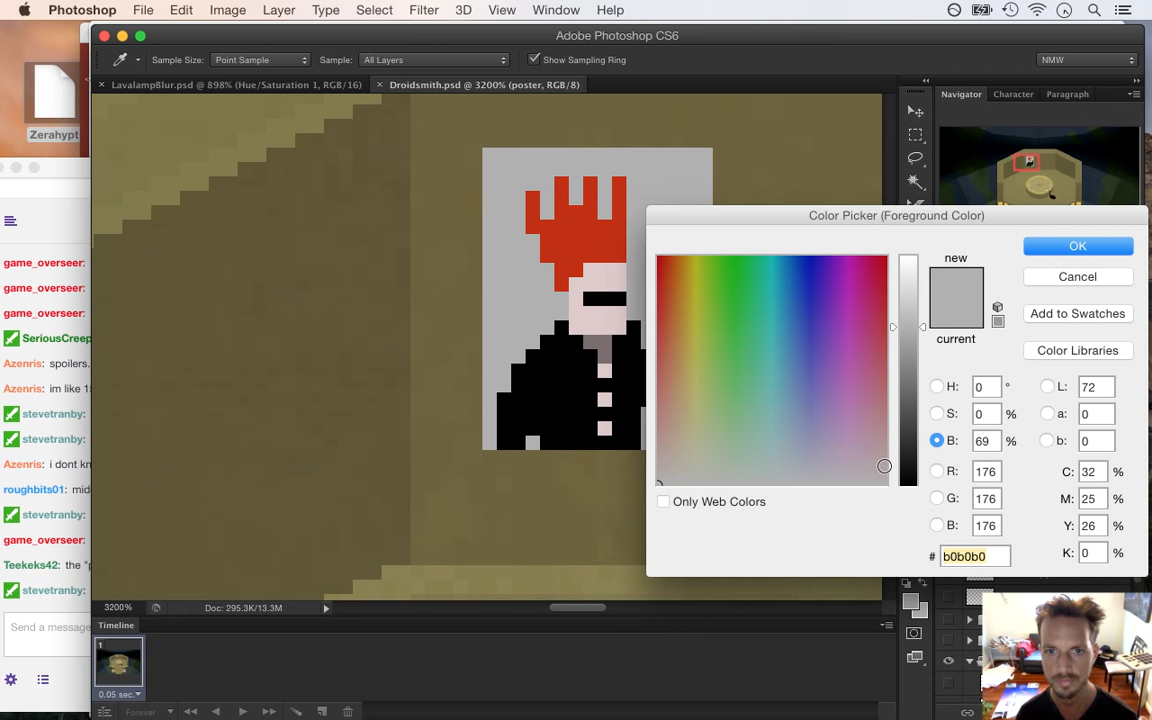 Photoshop File Edit Image Layer Type Select Filter 3D View Window Help
Adobe Photoshop CS6
Sample Size: Point Sample Sample: All Layers Show Sampling Ring NMW
× LavalampBlur.psd @ 898% (Hue/Saturation 1, RGB/16) × Droidsmith.psd @ 3200% (poster, RGB/8)
Navigator Character Paragraph
Zerahypt
game_overseer:
game_overseer:
game_overseer:
SeriousCreep
Azenris: spoilers.
Azenris: im like 1
stevetranby:
stevetranby:
Azenris: i dont kn
roughbits01: mid
stevetranby:
game_overseer:
Teekeks42: the "p
stevetranby:
Send a message
Color Picker (Foreground Color)
new
current
OK
Cancel
Add to Swatches
Color Libraries
H: 0 ° L: 72
S: 0 % a: 0
B: 69 % b: 0
R: 176 C: 32 %
G: 176 M: 25 %
B: 176 Y: 26 %
# b0b0b0 K: 0 %
Only Web Colors
3200% Doc: 295.3K/13.3M
Timeline
1
0.05 sec.
Forever